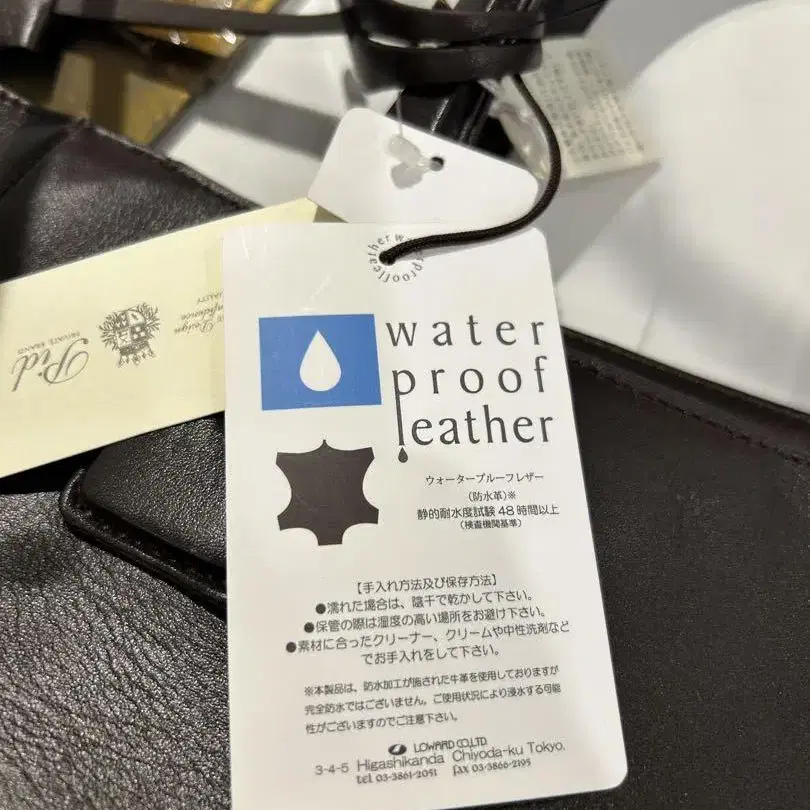 water
proof
leather
ウォータープルーフレザー
(防水革)※
静的耐水度試験 48 時間以上
(検査機関基準)
【手入れ方法及び保存方法】
●濡れた場合は、陰干で乾かして下さい。
●保管の際は湿度の高い場所をお避け下さい。
●素材に合ったクリーナー、クリームや中性洗剤など
でお手入れをして下さい。
※本製品は、防水加工が施された牛革を使用しておりますが
完全防水ではございません。ご使用状況により浸水する可能
性がございますのでご注意下さい。
LOWARD CO.,LTD.
3-4-5 Higashikanda Chiyoda-ku Tokyo.
tel 03-3861-2051 fax 03-3866-2195
Pid
PRIVATE BRAND